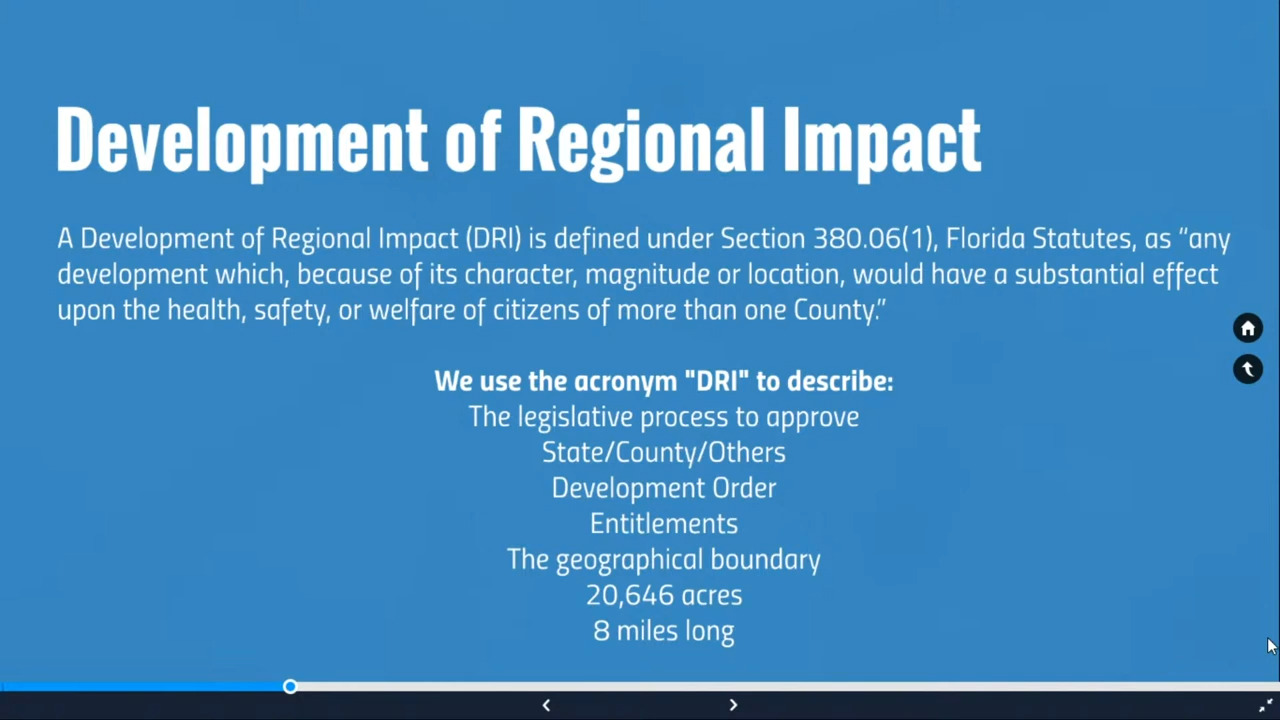 Development of Regional Impact
A Development of Regional Impact (DRI) is defined under Section 380.06(1), Florida Statutes, as “any
development which, because of its character, magnitude or location, would have a substantial effect
upon the health, safety, or welfare of citizens of more than one County.”
We use the acronym "DRI" to describe:
The legislative process to approve
State/County/Others
Development Order
Entitlements
The geographical boundary
20,646 acres
8 miles long